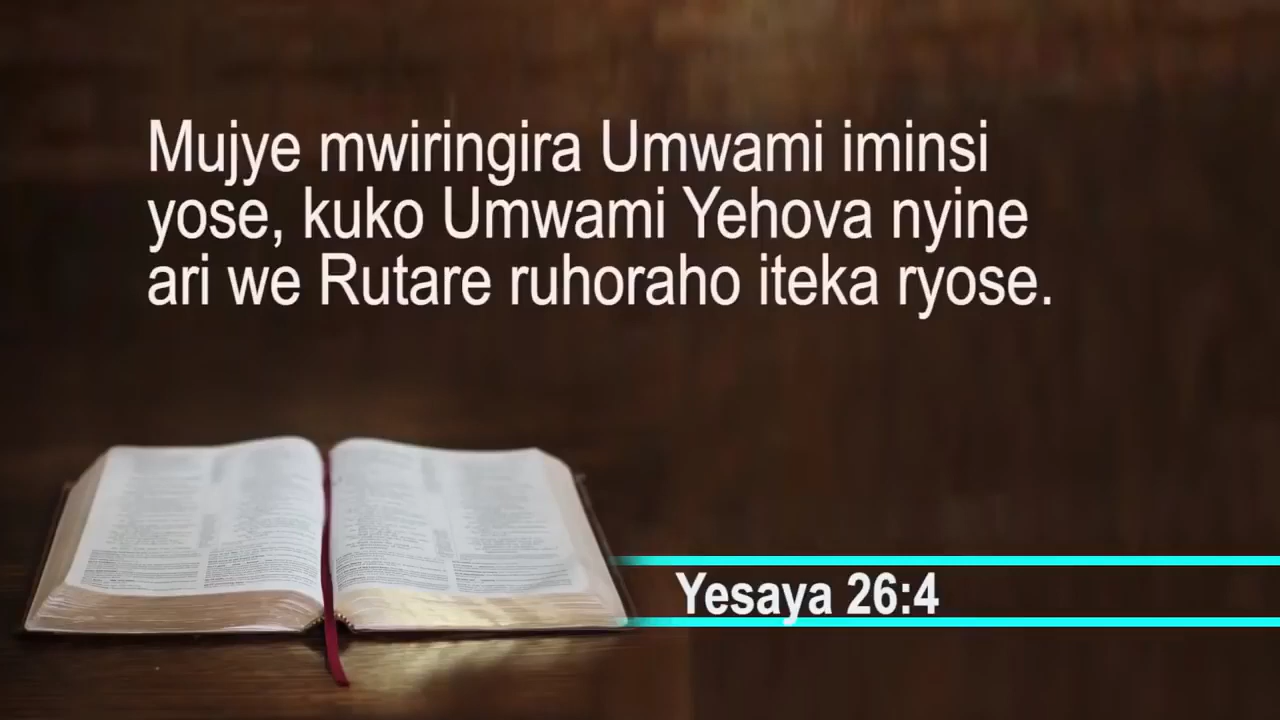 Mujye mwiringira Umwami iminsi
yose, kuko Umwami Yehova nyine
ari we Rutare ruhoraho iteka ryose.
Yesaya 26:4